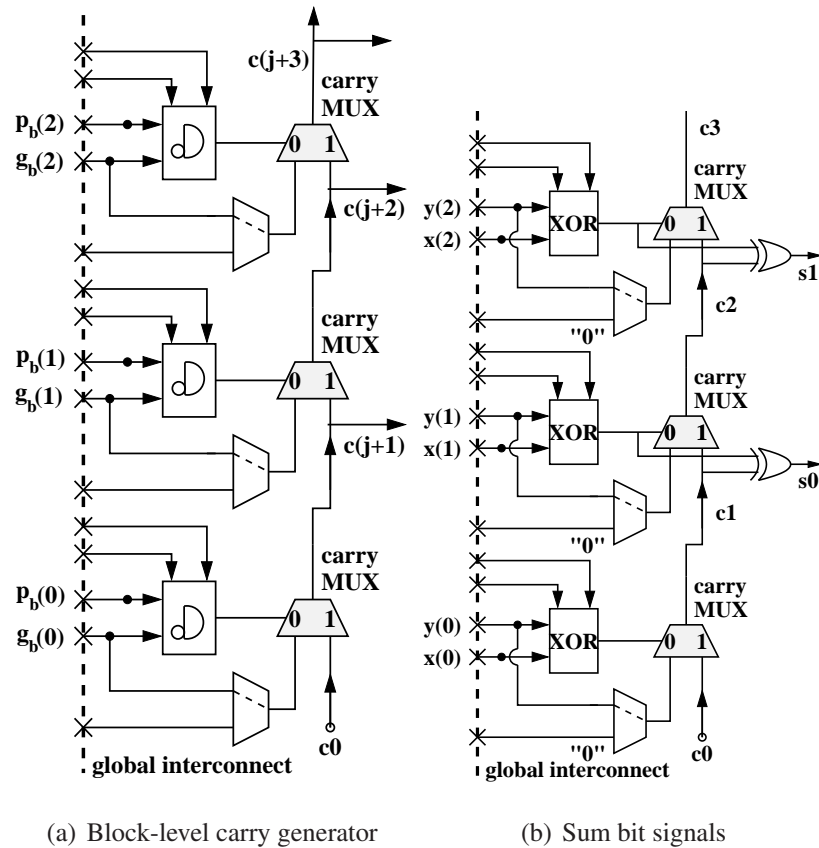 c(j+3)
carry
MUX
p_b(2)
0 1
g_b(2)
c(j+2)
carry
MUX
p_b(1)
0 1
g_b(1)
c(j+1)
carry
MUX
p_b(0)
0 1
g_b(0)
c0
global interconnect
(a) Block-level carry generator
c3
carry
MUX
y(2)
XOR
0 1
x(2)
s1
"0"
c2
carry
MUX
y(1)
XOR
0 1
x(1)
s0
"0"
c1
carry
MUX
y(0)
XOR
0 1
x(0)
"0"
c0
global interconnect
(b) Sum bit signals